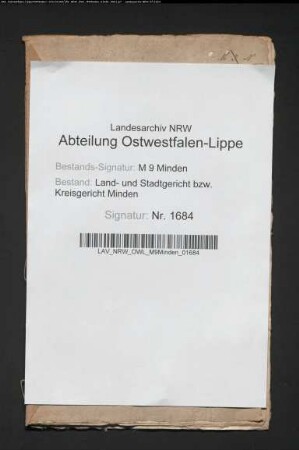 Landesarchiv NRW
Abteilung Ostwestfalen-Lippe
Bestands-Signatur: M 9 Minden
Bestand: Land- und Stadtgericht bzw.
Kreisgericht Minden
Signatur: Nr. 1684
LAV_NRW_OWL_M9Minden_01684